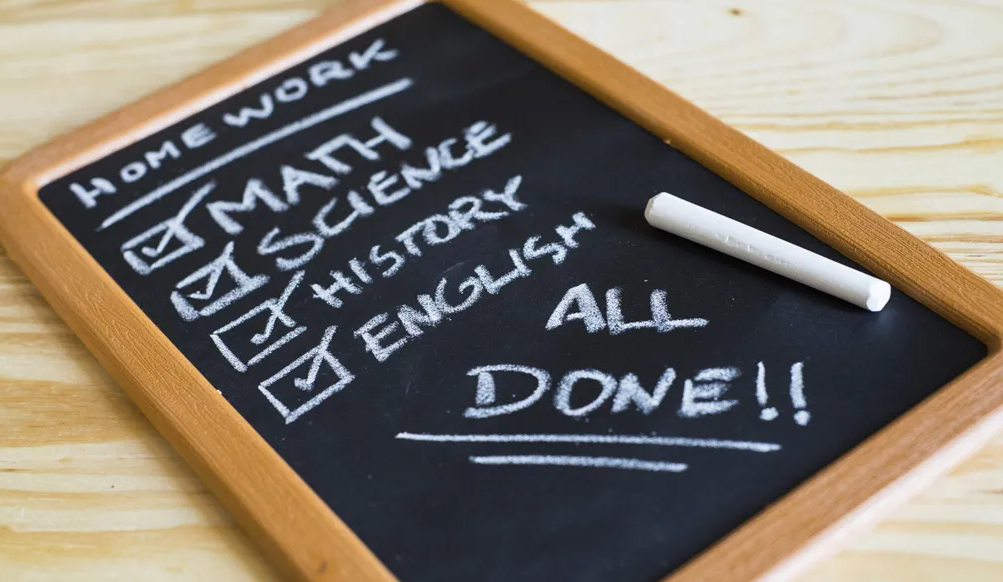 HOMEWORK
MATH
SCIENCE
HISTORY
ENGLISH
ALL
DONE!!